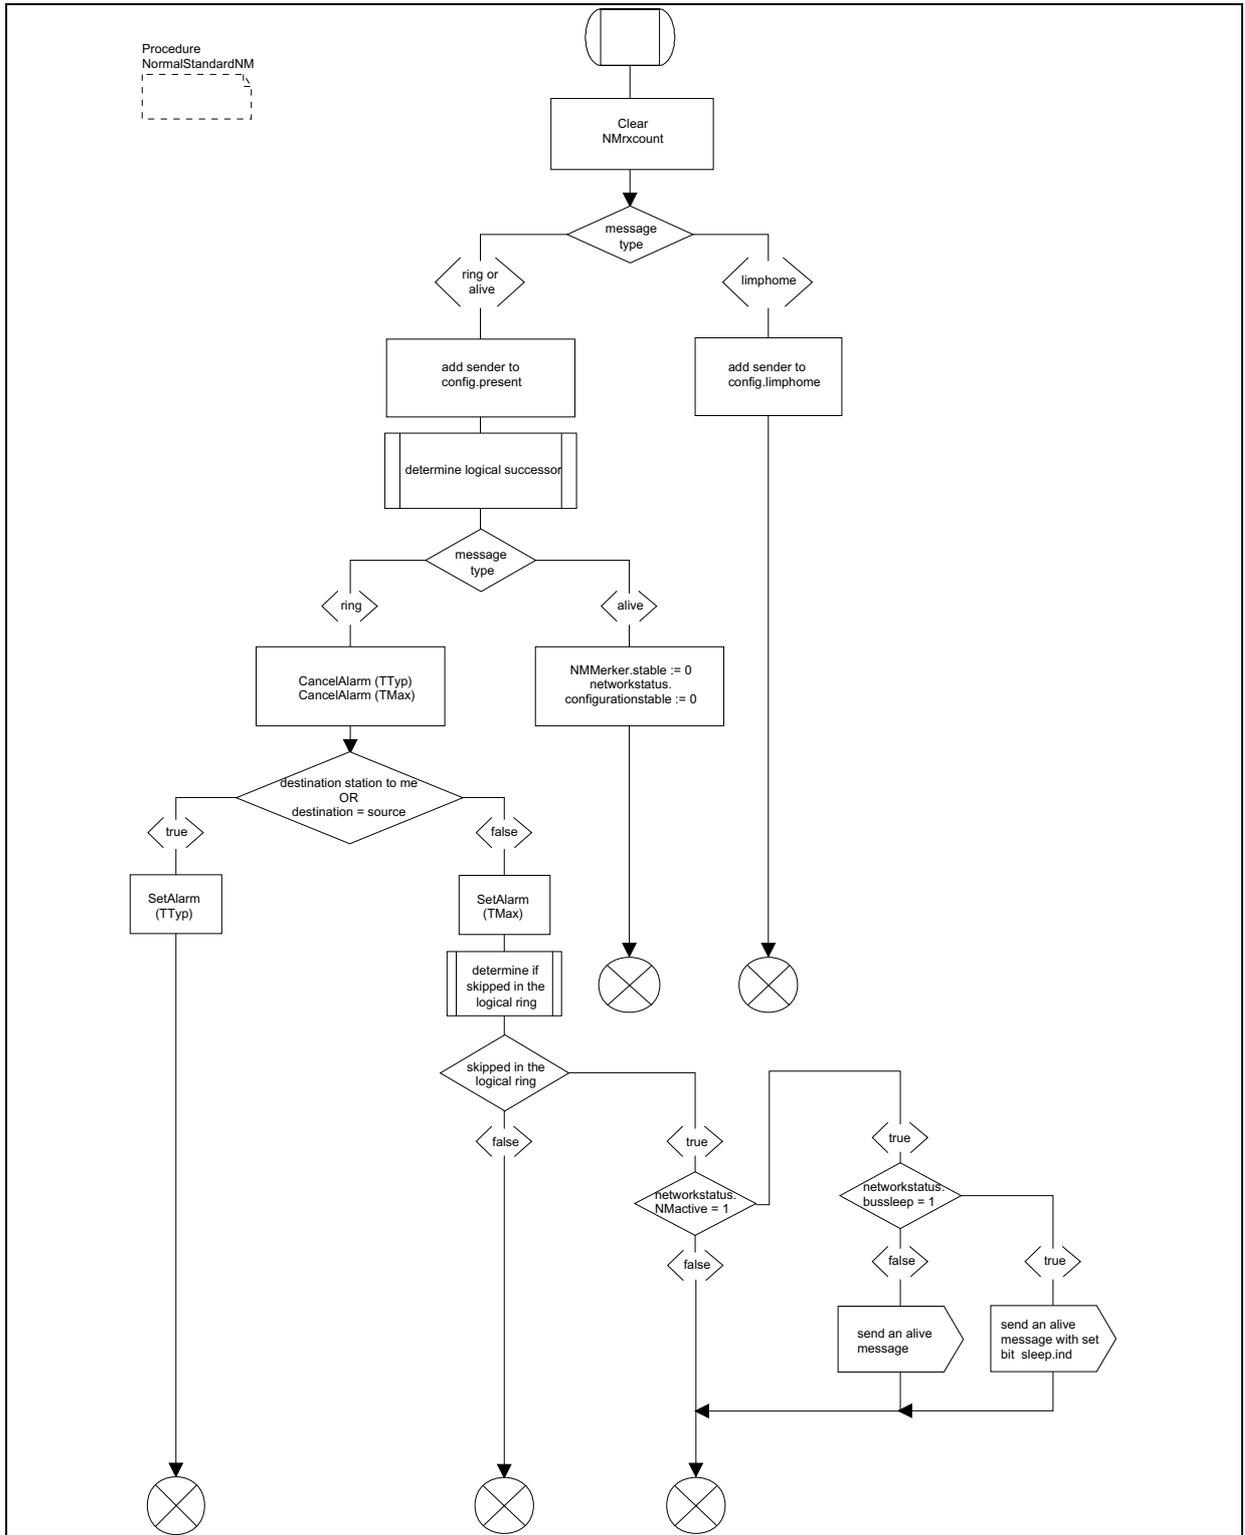 Procedure
NormalStandardNM
Clear
NMrxcount
message
type
ring or
alive
limphome
add sender to
config.present
add sender to
config.limphome
determine logical successor
message
type
ring
alive
CancelAlarm (TTyp)
CancelAlarm (TMax)
NMMerker.stable := 0
networkstatus.
configurationstable := 0
destination station to me
OR
destination = source
true
false
SetAlarm
(TTyp)
SetAlarm
(TMax)
determine if
skipped in the
logical ring
skipped in the
logical ring
false
true
true
networkstatus.
NMactive = 1
networkstatus.
bussleep = 1
false
false
true
send an alive
message
send an alive
message with set
bit sleep.ind